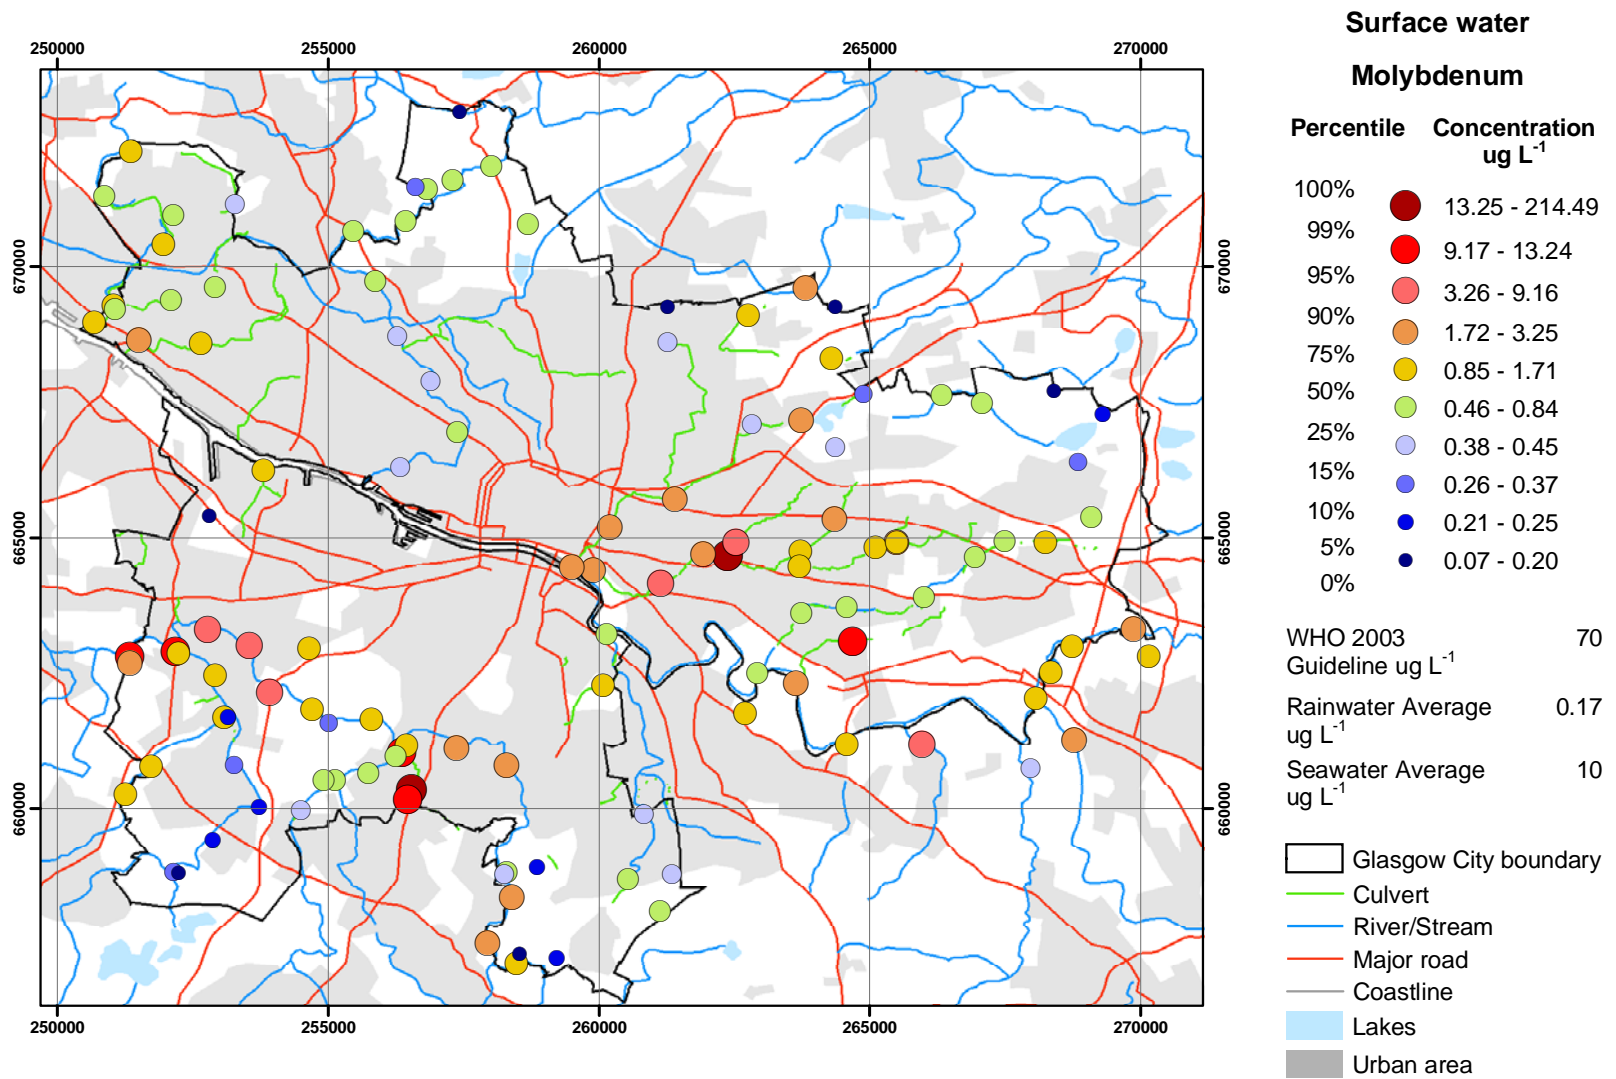 Surface water
Molybdenum
Percentile Concentration
ug L-1
100%
13.25 - 214.49
99%
9.17 - 13.24
95%
3.26 - 9.16
90%
1.72 - 3.25
75%
0.85 - 1.71
50%
0.46 - 0.84
25%
0.38 - 0.45
15%
0.26 - 0.37
10%
0.21 - 0.25
5%
0.07 - 0.20
0%
WHO 2003 70
Guideline ug L-1
Rainwater Average 0.17
ug L-1
Seawater Average 10
ug L-1
Glasgow City boundary
Culvert
River/Stream
Major road
Coastline
Lakes
Urban area
250000 255000 260000 265000 270000
670000 670000
665000 665000
660000 660000
250000 255000 260000 265000 270000